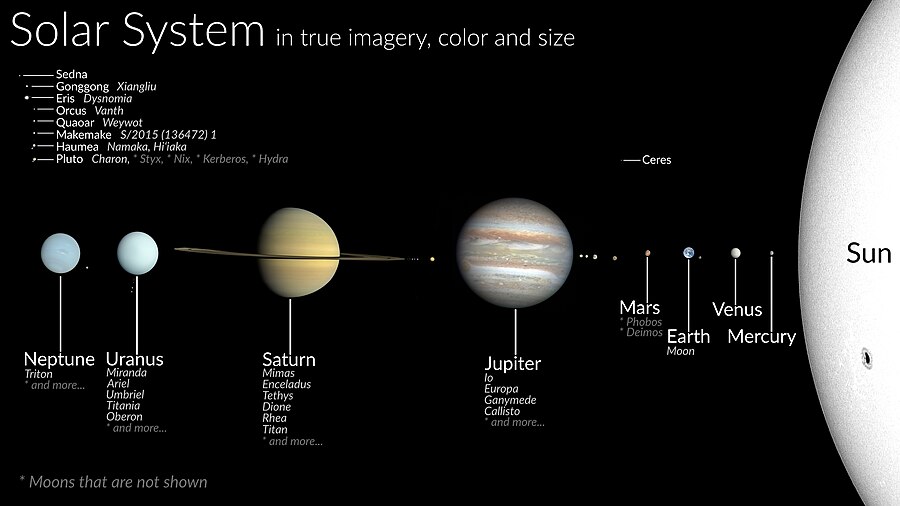 Solar System in true imagery, color and size
Sedna
Gonggong Xiangliu
Eris Dysnomia
Orcus Vanth
Quaoar Weywot
Makemake S/2015 (136472) 1
Haumea Namaka, Hi'iaka
Pluto Charon, * Styx, * Nix, * Kerberos, * Hydra
Ceres
Sun
Neptune
Triton
* and more...
Uranus
Miranda
Ariel
Umbriel
Titania
Oberon
* and more...
Saturn
Mimas
Enceladus
Tethys
Dione
Rhea
Titan
* and more...
Jupiter
Io
Europa
Ganymede
Callisto
* and more...
Mars
* Phobos
* Deimos
Earth
Moon
Venus
Mercury
* Moons that are not shown